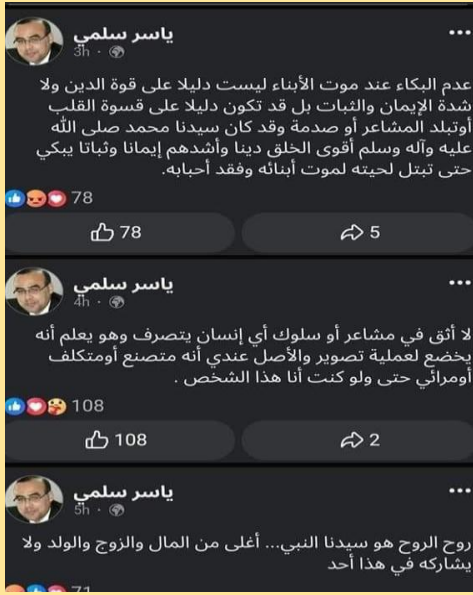 ياسر سلمي
3h ·
عدم البكاء عند موت الأبناء ليست دليلا على قوة الدين ولا
شدة الإيمان والثبات بل قد تكون دليلا على قسوة القلب
أوتبلد المشاعر أو صدمة وقد كان سيدنا محمد صلى الله
عليه وآله وسلم أقوى الخلق دينا وأشدهم إيمانا وثباتا يبكي
حتى تبتل لحيته لموت أبنائه وفقد أحبابه.
78
78
5
ياسر سلمي
4h ·
لا أثق في مشاعر أو سلوك أي إنسان يتصرف وهو يعلم أنه
يخضع لعملية تصوير والأصل عندي أنه متصنع أومتكلف
أومرائي حتى ولو كنت أنا هذا الشخص .
108
108
2
ياسر سلمي
5h ·
روح الروح هو سيدنا النبي... أغلى من المال والزوج والولد ولا
يشاركه في هذا أحد
71